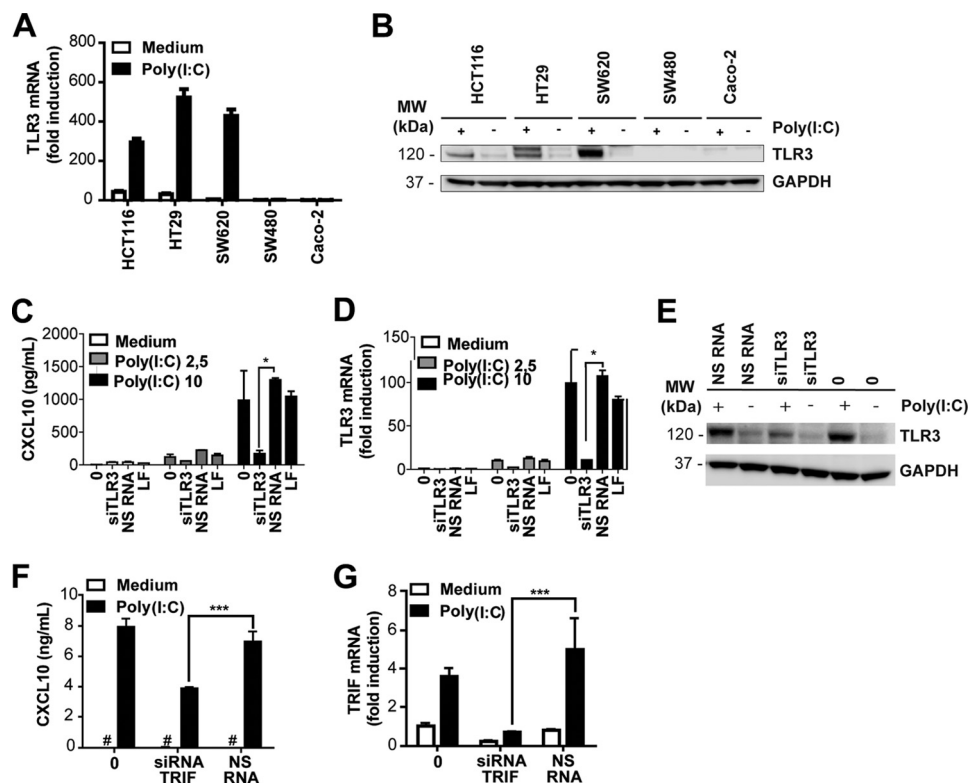 A
Medium
Poly(I:C)
TLR3 mRNA
(fold induction)
800
600
400
200
0
HCT116
HT29
SW620
SW480
Caco-2
B
HCT116
HT29
SW620
SW480
Caco-2
MW
(kDa)
+ - + - + - + - + - Poly(I:C)
120 - TLR3
37 - GAPDH
C
Medium
Poly(I:C) 2,5
Poly(I:C) 10
CXCL10 (pg/mL)
2000
1500
1000
500
0
*
0 siTLR3 NS RNA LF 0 siTLR3 NS RNA LF 0 siTLR3 NS RNA LF
D
Medium
Poly(I:C) 2,5
Poly(I:C) 10
TLR3 mRNA
(fold induction)
150
100
50
0
*
0 siTLR3 NS RNA LF 0 siTLR3 NS RNA LF 0 siTLR3 NS RNA LF
E
NS RNA NS RNA siTLR3 siTLR3 0 0
MW
(kDa)
+ - + - + - Poly(I:C)
120 - TLR3
37 - GAPDH
F
Medium
Poly(I:C)
CXCL10 (ng/mL)
10
8
6
4
2
0
***
# # #
0 siRNA TRIF NS RNA
G
Medium
Poly(I:C)
TRIF mRNA
(fold induction)
8
6
4
2
0
***
0 siRNA TRIF NS RNA